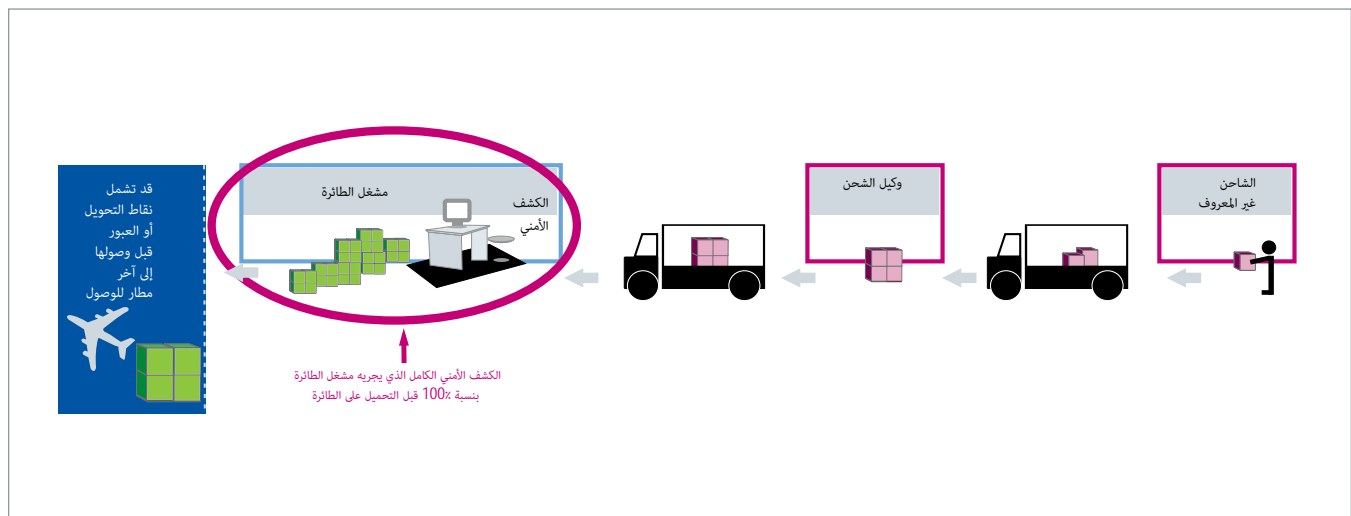 الشاحن
غير المعروف
وكيل الشحن
مشغل الطائرة
الكشف
الأمني
قد تشمل
نقاط التحويل
أو العبور
قبل وصولها
إلى آخر
مطار للوصول
الكشف الأمني الكامل الذي يجريه مشغل الطائرة
بنسبة 100٪ قبل التحميل على الطائرة